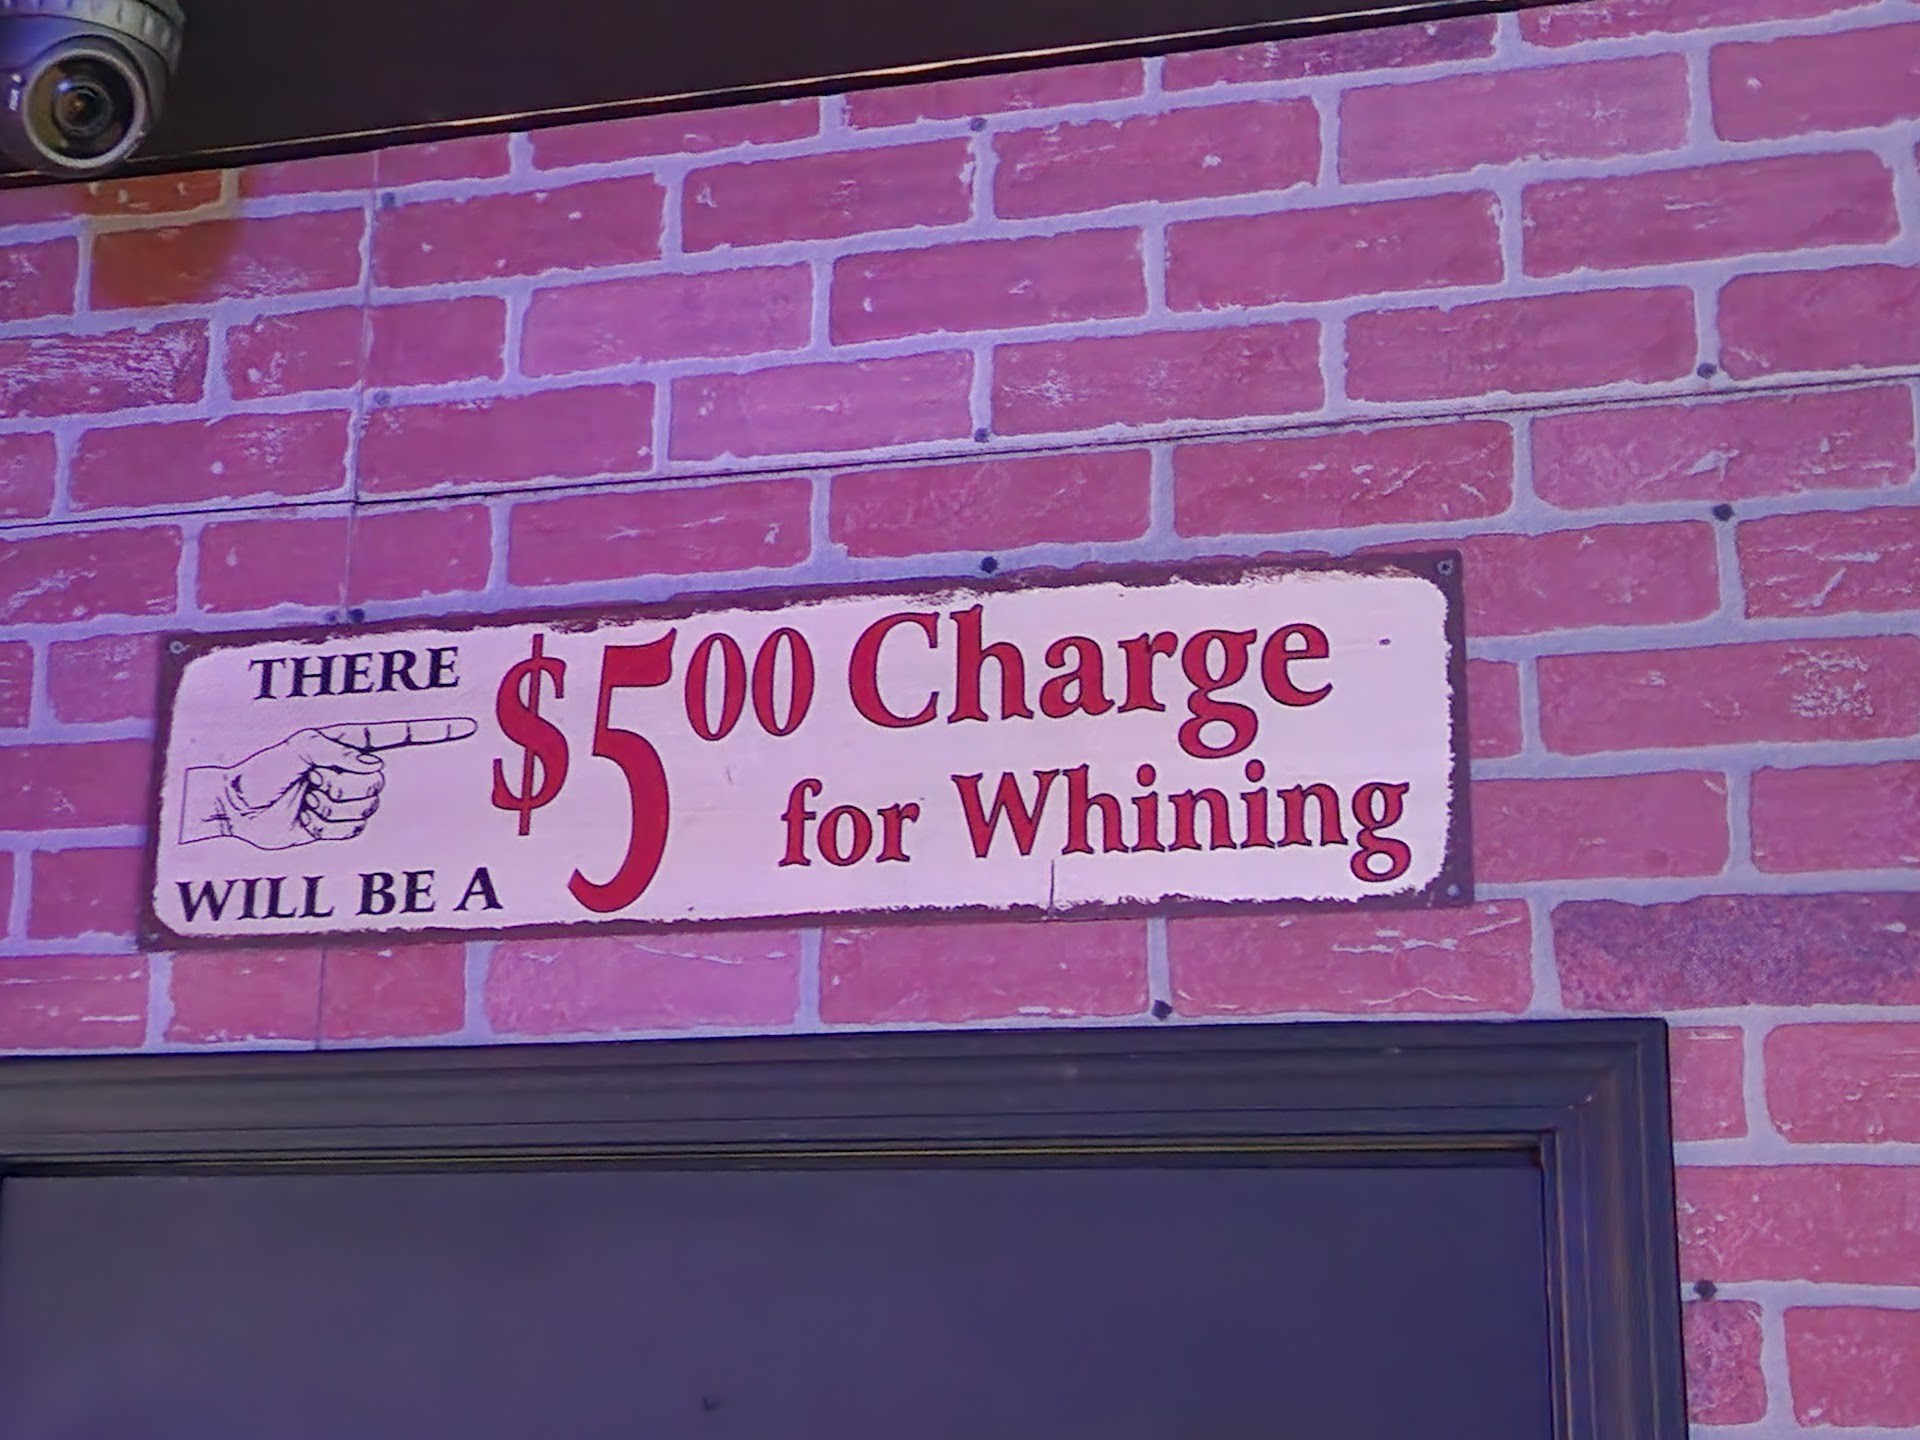 THERE
WILL BE A
$5.00 Charge
for Whining